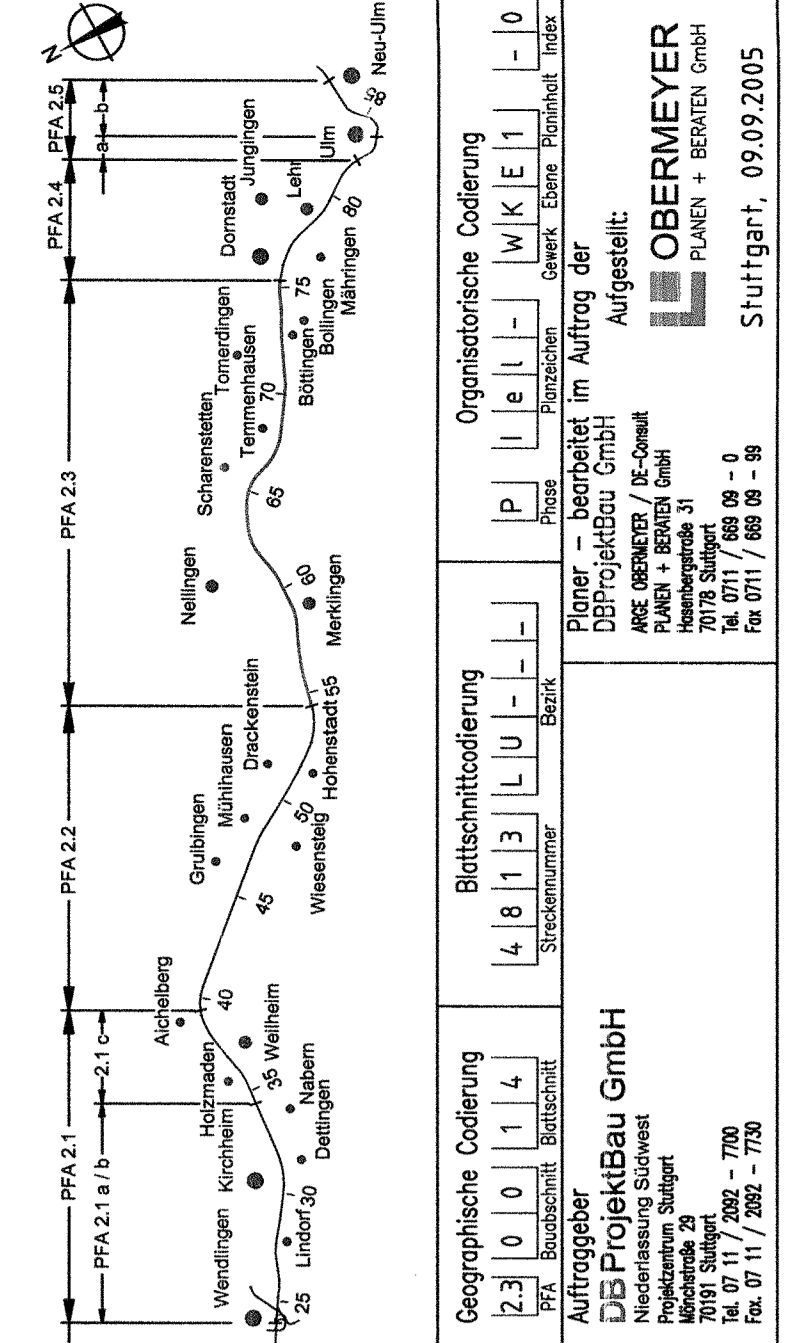 PFA 2.1
PFA 2.2
PFA 2.3
PFA 2.4
PFA 2.5
PFA 2.1 a / b
2.1 c
a
b
N
Wendlingen
Kirchheim
Holzmaden
Aichelberg
Lindorf
Dettingen
Nabern
Weilheim
Gruibingen
Mühlhausen
Drackenstein
Wiesensteig
Hohenstadt
Nellingen
Merklingen
Scharenstetten
Temmenhausen
Tomerdingen
Böttingen
Bollingen
Mähringen
Dornstadt
Jungingen
Lehr
Ulm
Neu-Ulm
25
30
35
40
45
50
55
60
65
70
75
80
85
Geographische Codierung
2.3 0 0 1 4
PFA Bauabschnitt Blattschnitt
Blattschnittcodierung
4 8 1 3 L U - - -
Streckennummer Bezirk
Organisatorische Codierung
P l e l - W K E 1 - 0
Phase Planzeichen Gewerk Ebene Planinhalt Index
Auftraggeber
DB ProjektBau GmbH
Niederlassung Südwest
Projektzentrum Stuttgart
Mönchstraße 29
70191 Stuttgart
Tel. 07 11 / 2092 - 7700
Fax. 07 11 / 2092 - 7730
Planer - bearbeitet im Auftrag der
DBProjektBau GmbH
ARGE OBERMEYER / DE-Consult
PLANEN + BERATEN GmbH
Hasenbergstraße 31
70178 Stuttgart
Tel. 0711 / 669 09 - 0
Fax 0711 / 669 09 - 99
Aufgestellt:
OBERMEYER
PLANEN + BERATEN GmbH
Stuttgart, 09.09.2005